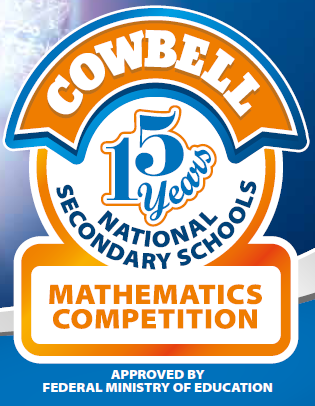 COWBELL
15
Years
NATIONAL
SECONDARY SCHOOLS
MATHEMATICS
COMPETITION
APPROVED BY
FEDERAL MINISTRY OF EDUCATION